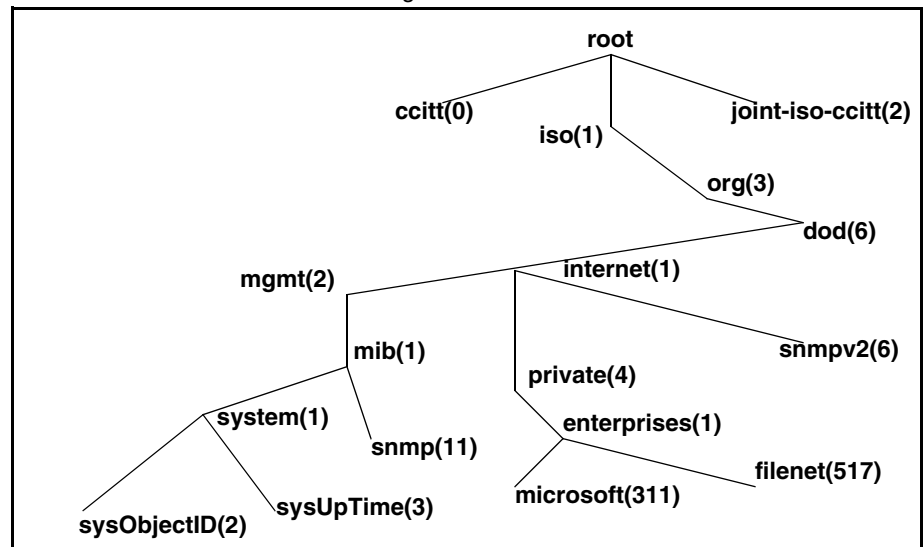 root
ccitt(0)
joint-iso-ccitt(2)
iso(1)
org(3)
dod(6)
internet(1)
mgmt(2)
snmpv2(6)
mib(1)
private(4)
system(1)
enterprises(1)
snmp(11)
filenet(517)
microsoft(311)
sysUpTime(3)
sysObjectID(2)